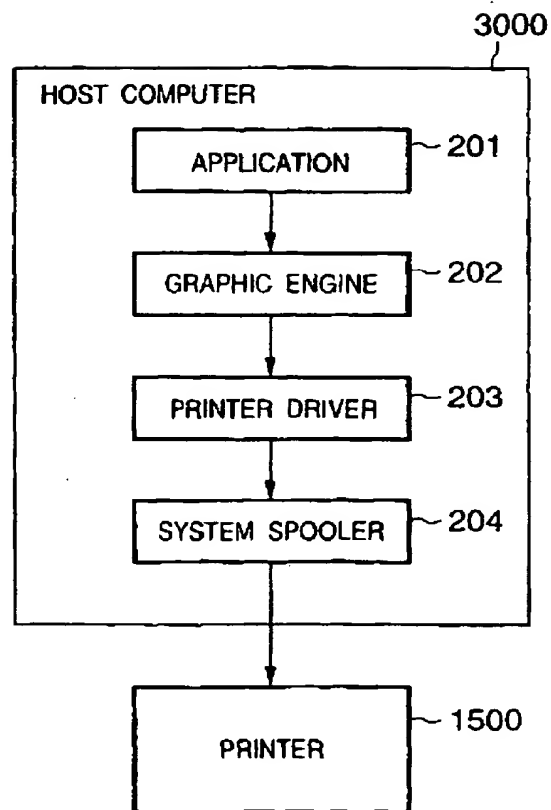 3000
HOST COMPUTER
APPLICATION
201
GRAPHIC ENGINE
202
PRINTER DRIVER
203
SYSTEM SPOOLER
204
PRINTER
1500